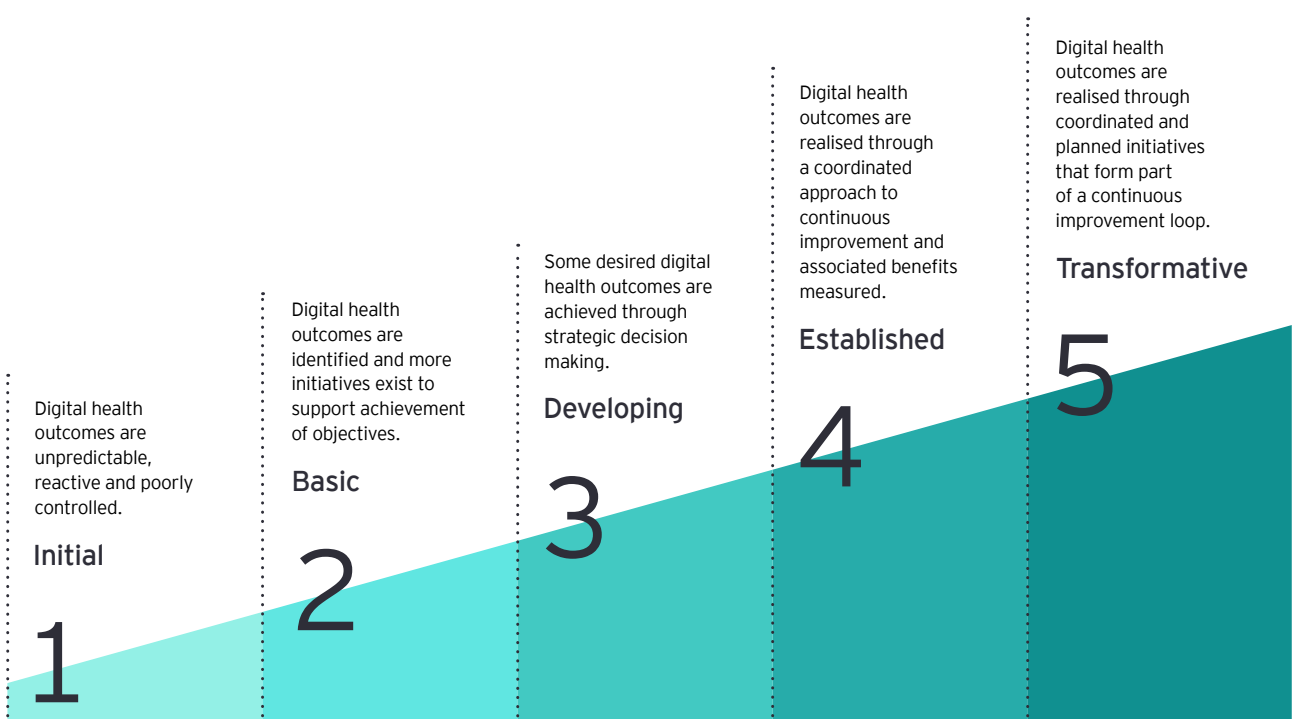 Digital health
outcomes are
unpredictable,
reactive and poorly
controlled.
Initial
1
Digital health
outcomes are
identified and more
initiatives exist to
support achievement
of objectives.
Basic
2
Some desired digital
health outcomes are
achieved through
strategic decision
making.
Developing
3
Digital health
outcomes are
realised through
a coordinated
approach to
continuous
improvement and
associated benefits
measured.
Established
4
Digital health
outcomes are
realised through
coordinated and
planned initiatives
that form part
of a continuous
improvement loop.
Transformative
5